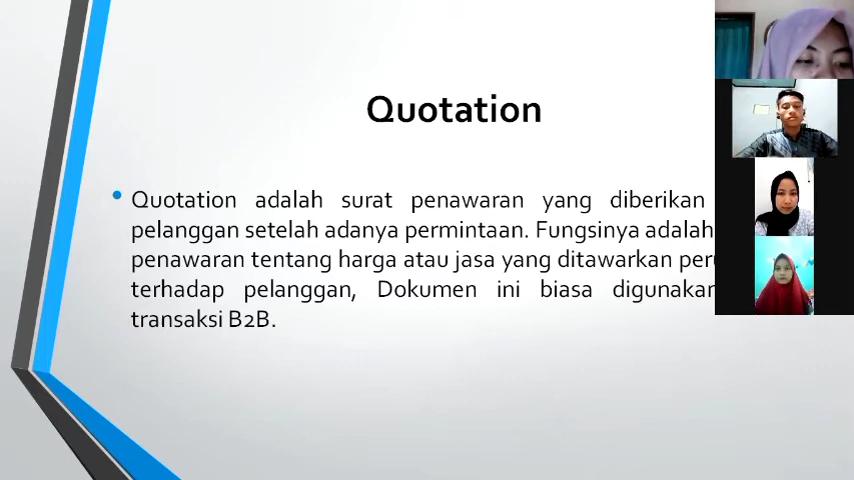 Quotation
• Quotation adalah surat penawaran yang diberikan
pelanggan setelah adanya permintaan. Fungsinya adalah
penawaran tentang harga atau jasa yang ditawarkan
terhadap pelanggan, Dokumen ini biasa digunakan
transaksi B2B.